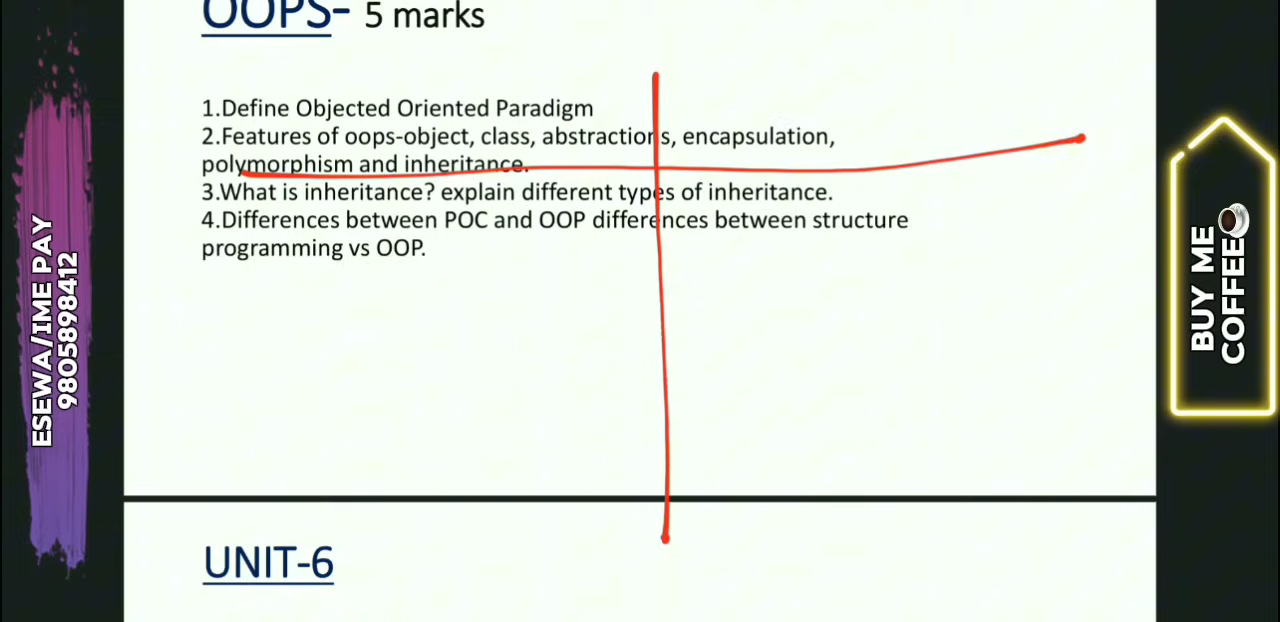 OOPS- 5 marks
1.Define Objected Oriented Paradigm
2.Features of oops-object, class, abstractions, encapsulation,
polymorphism and inheritance.
3.What is inheritance? explain different types of inheritance.
4.Differences between POC and OOP differences between structure
programming vs OOP.
UNIT-6
ESEWA/IME PAY
9805898412
BUY ME
COFFEE